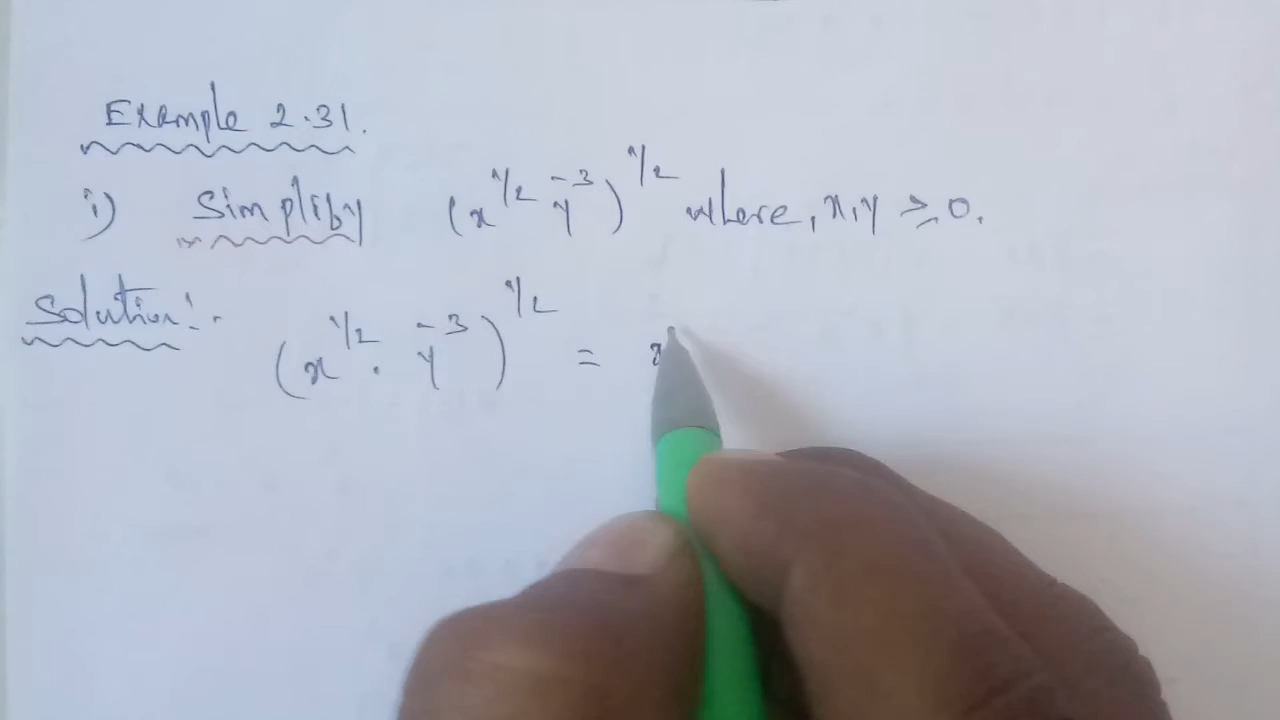 Example 2.31.
i) Simplify (x^1/2 y^-3)^1/2 where, x, y ≥ 0.
Solution:- (x^1/2 . y^-3)^1/2 = x